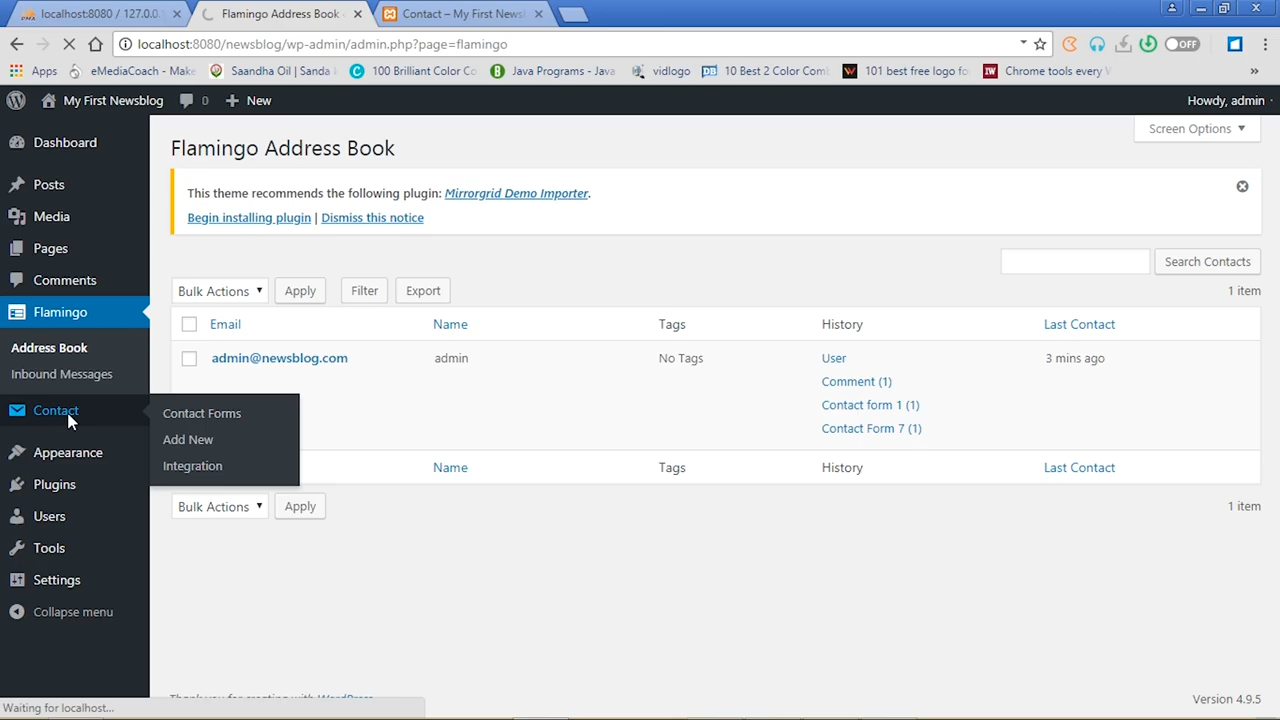 localhost:8080 / 127.0.0.
Flamingo Address Book
Contact – My First Newsl
localhost:8080/newsblog/wp-admin/admin.php?page=flamingo
OFF
Apps
eMediaCoach - Make
Saandha Oil | Sanda
100 Brilliant Color Co
Java Programs - Java
vidlogo
10 Best 2 Color Comb
101 best free logo fo
Chrome tools every
»
My First Newsblog
0
New
Howdy, admin
Dashboard
Posts
Media
Pages
Comments
Flamingo
Address Book
Inbound Messages
Contact
Contact Forms
Add New
Integration
Appearance
Plugins
Users
Tools
Settings
Collapse menu
Screen Options
Flamingo Address Book
This theme recommends the following plugin: Mirrorgrid Demo Importer.
Begin installing plugin | Dismiss this notice
Search Contacts
Bulk Actions
Apply
Filter
Export
1 item
Email
Name
Tags
History
Last Contact
admin@newsblog.com
admin
No Tags
User
3 mins ago
Comment (1)
Contact form 1 (1)
Contact Form 7 (1)
Name
Tags
History
Last Contact
Bulk Actions
Apply
1 item
Thank you for creating with WordPress
Version 4.9.5
Waiting for localhost...